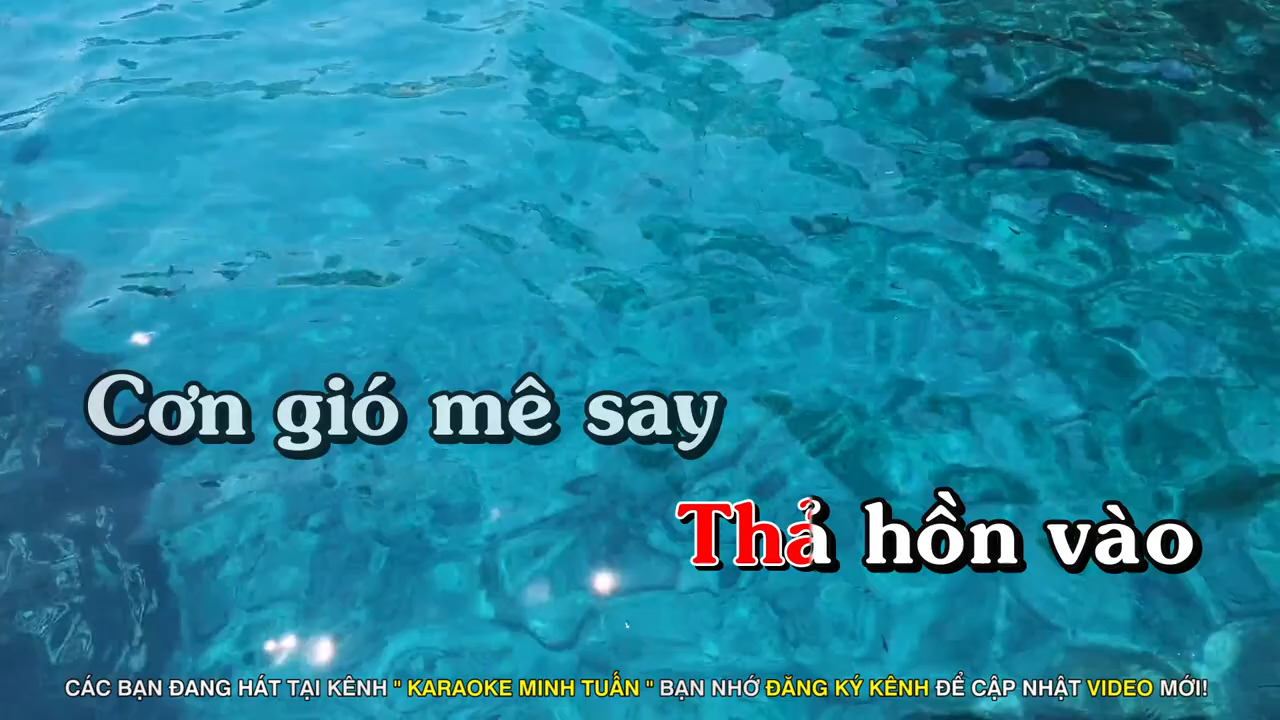 Cơn gió mê say
Thả hồn vào
CÁC BẠN ĐANG HÁT TẠI KÊNH " KARAOKE MINH TUẤN " BẠN NHỚ ĐĂNG KÝ KÊNH ĐỂ CẬP NHẬT VIDEO MỚI!